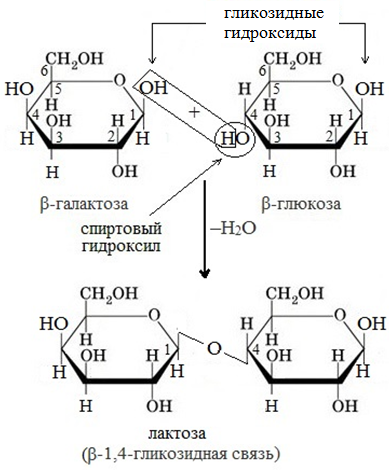 гликозидные
гидроксиды
CH₂OH CH₂OH
6 6
HO 5 O OH H 5 O OH
H H
4 OH H 1 + 4 OH H 1
H 3 2 H HO 3 2 H
H OH H OH
β-галактоза β-глюкоза
спиртовый
гидроксил
–H₂O
CH₂OH CH₂OH
HO O H O OH
H 1 O 4 H
OH H OH H
H H H H
H OH H OH
лактоза
(β-1,4-гликозидная связь)